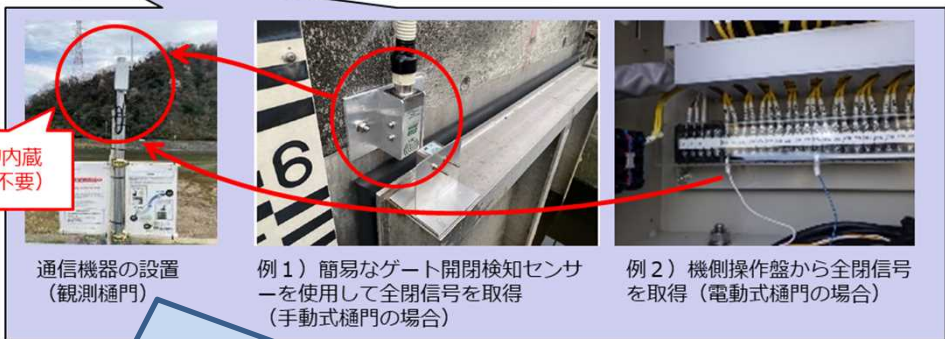 内蔵
不要）
6
通信機器の設置
（観測樋門）
例１）簡易なゲート開閉検知センサ
ーを使用して全閉信号を取得
（手動式樋門の場合）
例２）機側操作盤から全閉信号
を取得（電動式樋門の場合）